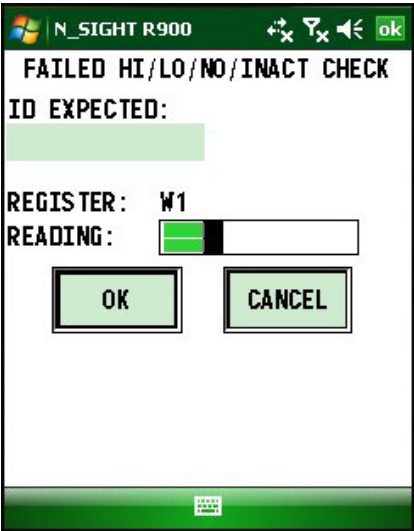 N_SIGHT R900 ok
FAILED HI/LO/NO/INACT CHECK
ID EXPECTED:
REGISTER: W1
READING:
OK CANCEL